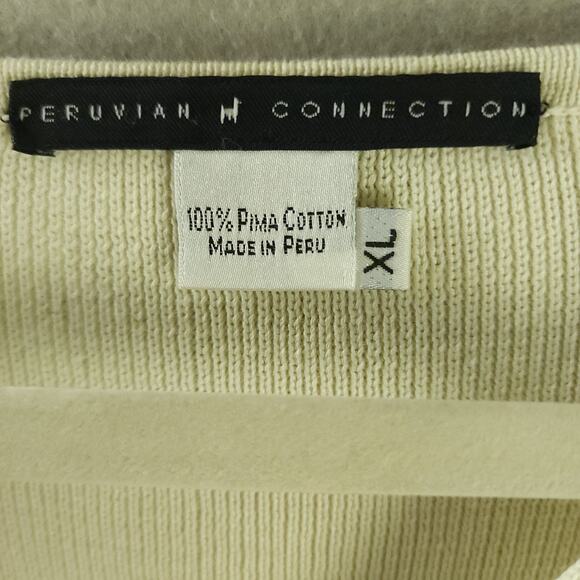 PERUVIAN CONNECTION
100% PIMA COTTON
MADE IN PERU
XL